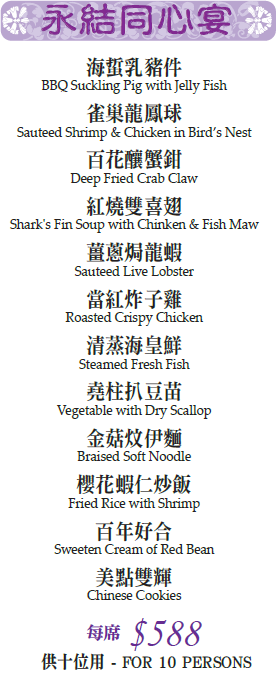 永結同心宴
海蜇乳豬件
BBQ Suckling Pig with Jelly Fish
雀巢龍鳳球
Sauteed Shrimp & Chicken in Bird's Nest
百花釀蟹鉗
Deep Fried Crab Claw
紅燒雙喜翅
Shark's Fin Soup with Chinken & Fish Maw
薑蔥焗龍蝦
Sauteed Live Lobster
當紅炸子雞
Roasted Crispy Chicken
清蒸海皇鮮
Steamed Fresh Fish
堯柱扒豆苗
Vegetable with Dry Scallop
金菇炆伊麵
Braised Soft Noodle
櫻花蝦仁炒飯
Fried Rice with Shrimp
百年好合
Sweeten Cream of Red Bean
美點雙輝
Chinese Cookies
每席 $588
供十位用 - FOR 10 PERSONS